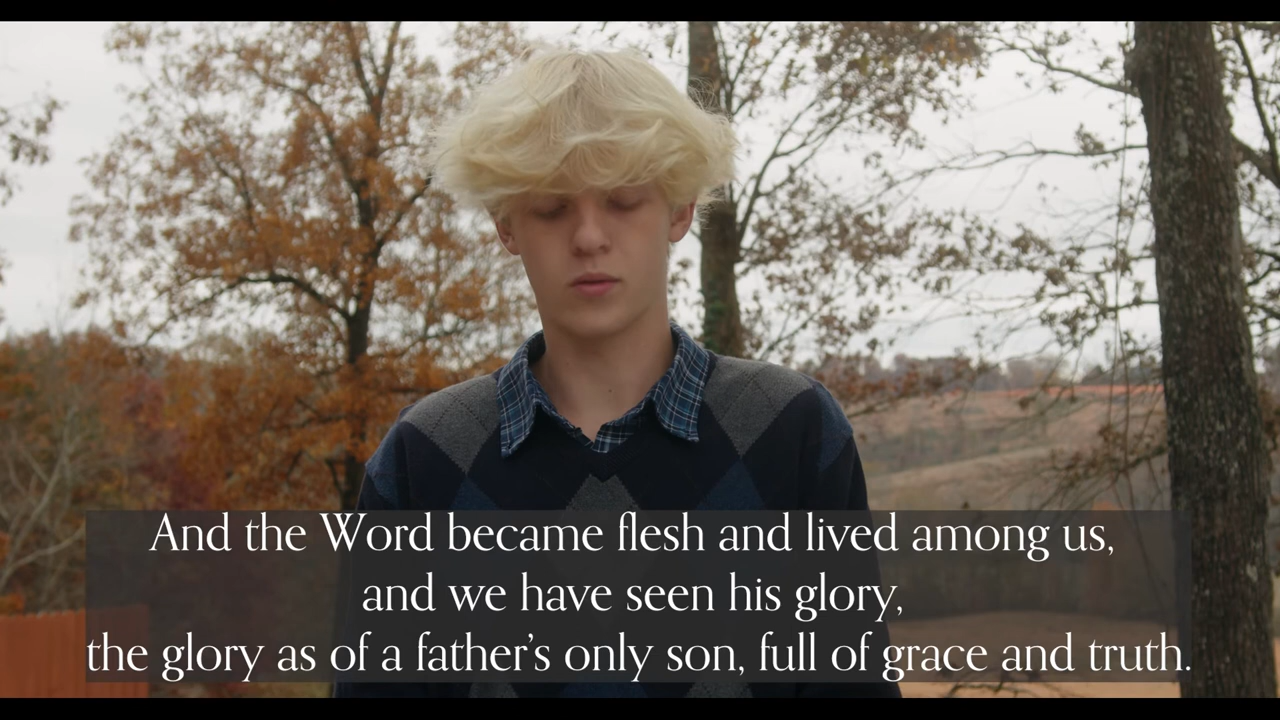 And the Word became flesh and lived among us,
and we have seen his glory,
the glory as of a father’s only son, full of grace and truth.